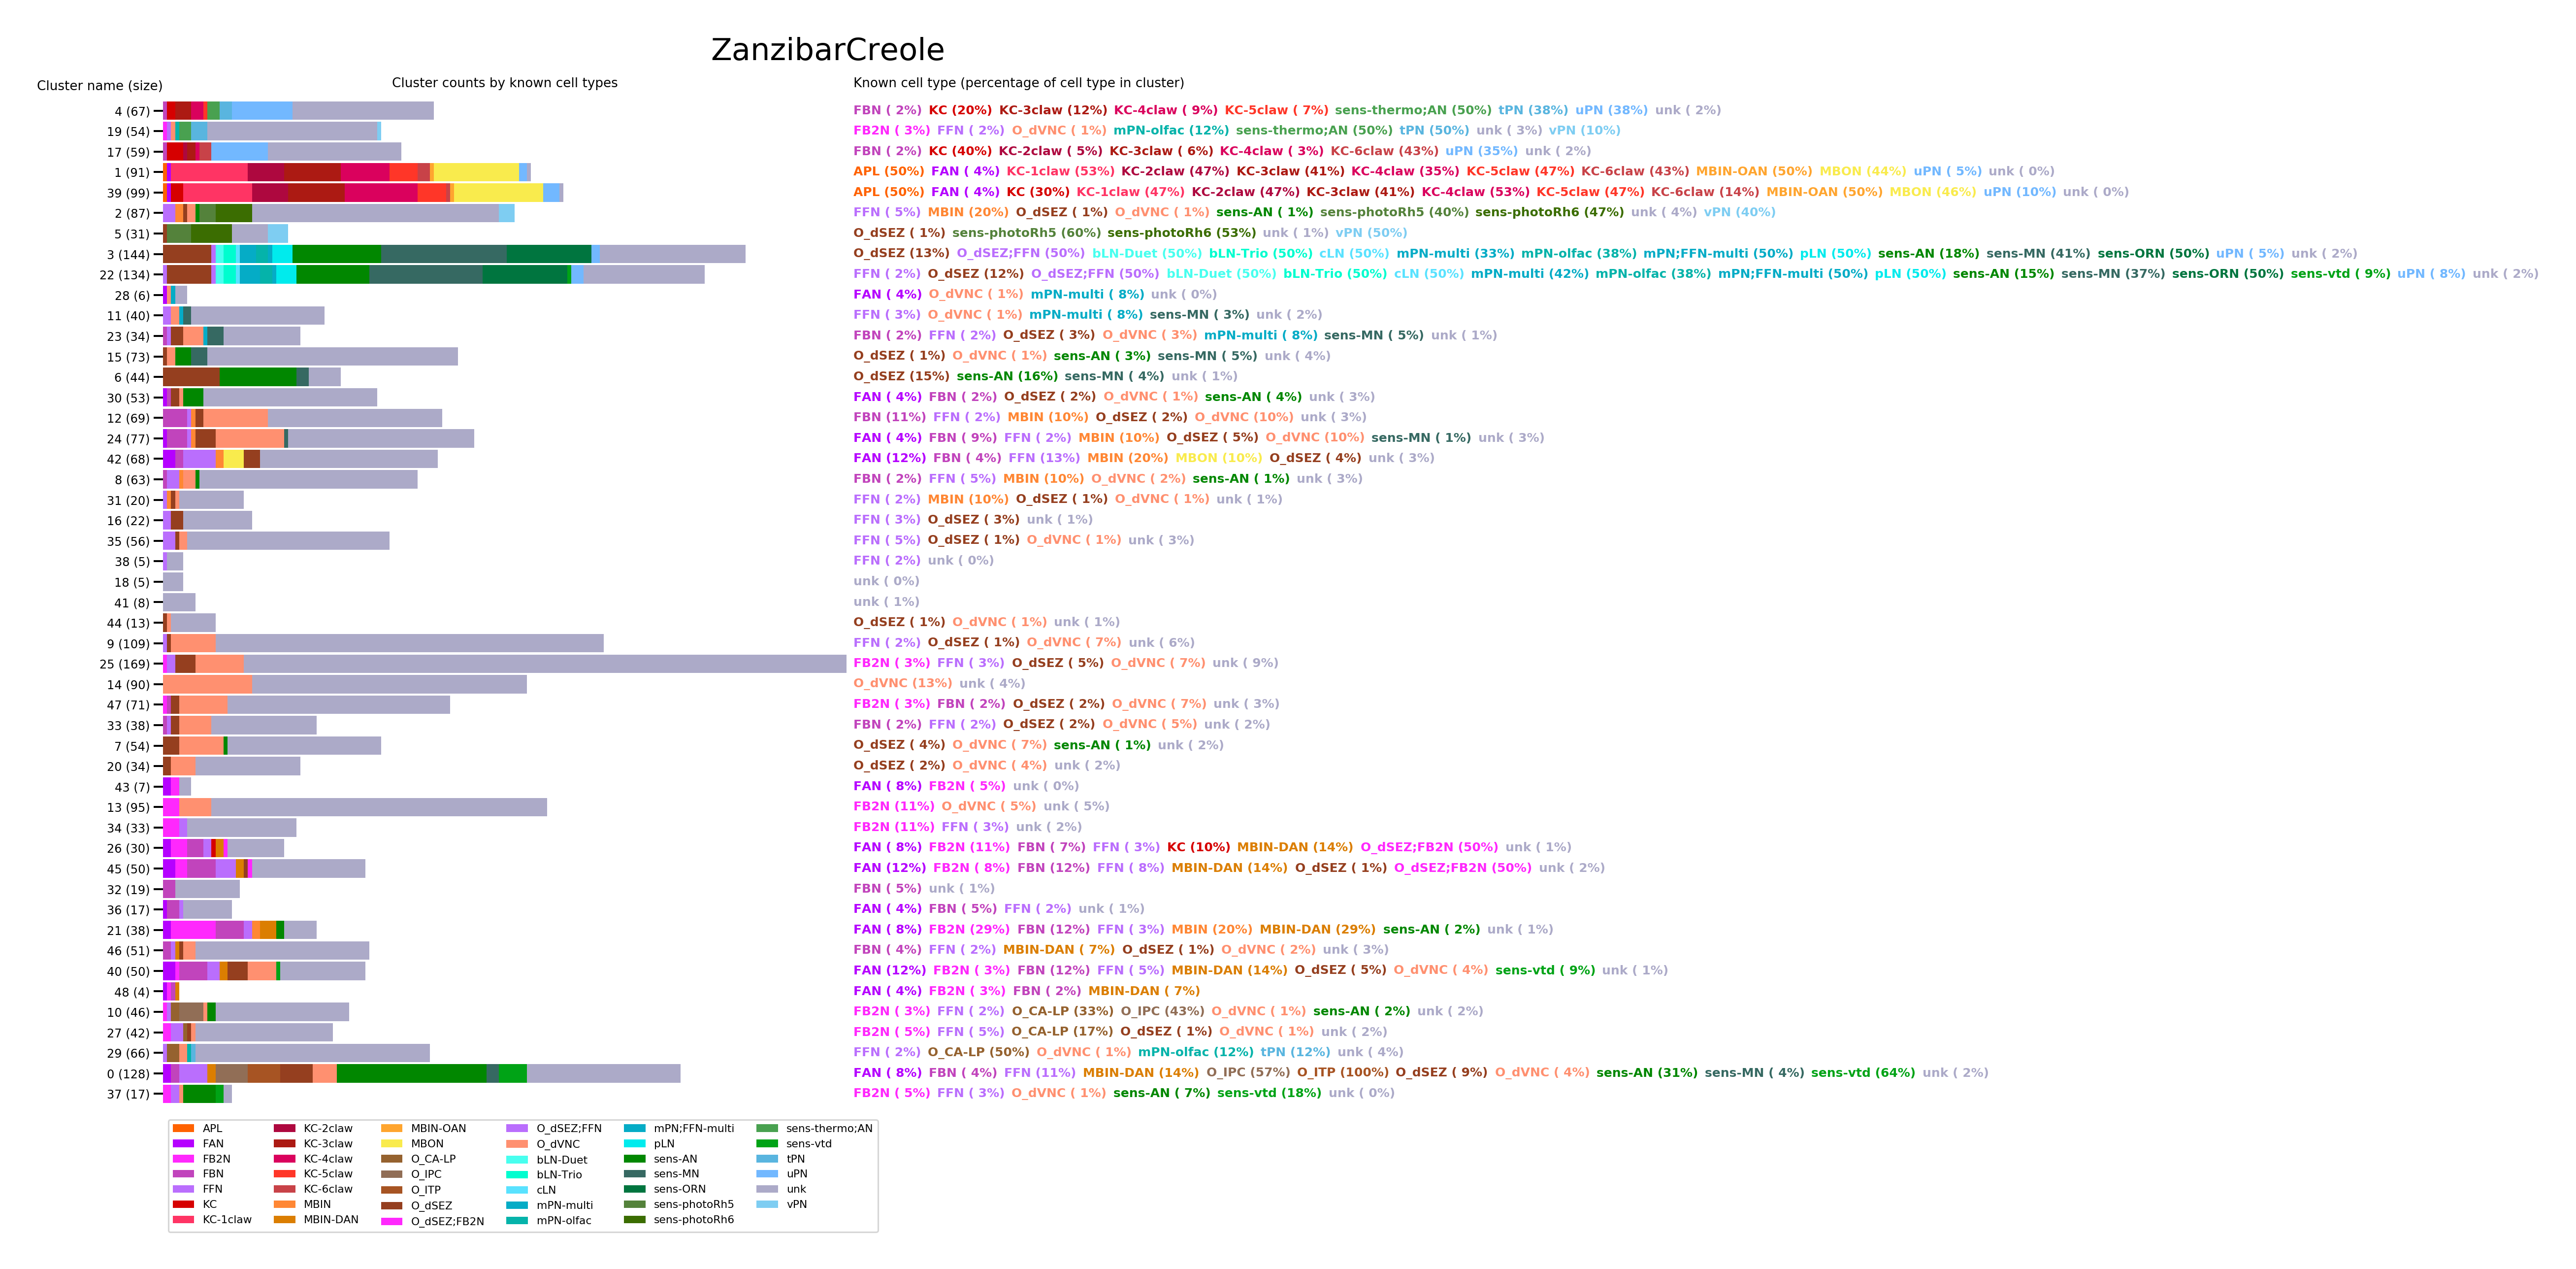 ZanzibarCreole
Cluster name (size)
Cluster counts by known cell types
Known cell type (percentage of cell type in cluster)
4 (67) FBN ( 2%) KC (20%) KC-3claw (12%) KC-4claw ( 9%) KC-5claw ( 7%) sens-thermo;AN (50%) tPN (38%) uPN (38%) unk ( 2%)
19 (54) FB2N ( 3%) FFN ( 2%) O_dVNC ( 1%) mPN-olfac (12%) sens-thermo;AN (50%) tPN (50%) unk ( 3%) vPN (10%)
17 (59) FBN ( 2%) KC (40%) KC-2claw ( 5%) KC-3claw ( 6%) KC-4claw ( 3%) KC-6claw (43%) uPN (35%) unk ( 2%)
1 (91) APL (50%) FAN ( 4%) KC-1claw (53%) KC-2claw (47%) KC-3claw (41%) KC-4claw (35%) KC-5claw (47%) KC-6claw (43%) MBIN-OAN (50%) MBON (44%) uPN ( 5%) unk ( 0%)
39 (99) APL (50%) FAN ( 4%) KC (30%) KC-1claw (47%) KC-2claw (47%) KC-3claw (41%) KC-4claw (53%) KC-5claw (47%) KC-6claw (14%) MBIN-OAN (50%) MBON (46%) uPN (10%) unk ( 0%)
2 (87) FFN ( 5%) MBIN (20%) O_dSEZ ( 1%) O_dVNC ( 1%) sens-AN ( 1%) sens-photoRh5 (40%) sens-photoRh6 (47%) unk ( 4%) vPN (40%)
5 (31) O_dSEZ ( 1%) sens-photoRh5 (60%) sens-photoRh6 (53%) unk ( 1%) vPN (50%)
3 (144) O_dSEZ (13%) O_dSEZ;FFN (50%) bLN-Duet (50%) bLN-Trio (50%) cLN (50%) mPN-multi (33%) mPN-olfac (38%) mPN;FFN-multi (50%) pLN (50%) sens-AN (18%) sens-MN (41%) sens-ORN (50%) uPN ( 5%) unk ( 2%)
22 (134) FFN ( 2%) O_dSEZ (12%) O_dSEZ;FFN (50%) bLN-Duet (50%) bLN-Trio (50%) cLN (50%) mPN-multi (42%) mPN-olfac (38%) mPN;FFN-multi (50%) pLN (50%) sens-AN (15%) sens-MN (37%) sens-ORN (50%) sens-vtd ( 9%) uPN ( 8%) unk ( 2%)
28 (6) FAN ( 4%) O_dVNC ( 1%) mPN-multi ( 8%) unk ( 0%)
11 (40) FFN ( 3%) O_dVNC ( 1%) mPN-multi ( 8%) sens-MN ( 3%) unk ( 2%)
23 (34) FBN ( 2%) FFN ( 2%) O_dSEZ ( 3%) O_dVNC ( 3%) mPN-multi ( 8%) sens-MN ( 5%) unk ( 1%)
15 (73) O_dSEZ ( 1%) O_dVNC ( 1%) sens-AN ( 3%) sens-MN ( 5%) unk ( 4%)
6 (44) O_dSEZ (15%) sens-AN (16%) sens-MN ( 4%) unk ( 1%)
30 (53) FAN ( 4%) FBN ( 2%) O_dSEZ ( 2%) O_dVNC ( 1%) sens-AN ( 4%) unk ( 3%)
12 (69) FBN (11%) FFN ( 2%) MBIN (10%) O_dSEZ ( 2%) O_dVNC (10%) unk ( 3%)
24 (77) FAN ( 4%) FBN ( 9%) FFN ( 2%) MBIN (10%) O_dSEZ ( 5%) O_dVNC (10%) sens-MN ( 1%) unk ( 3%)
42 (68) FAN (12%) FBN ( 4%) FFN (13%) MBIN (20%) MBON (10%) O_dSEZ ( 4%) unk ( 3%)
8 (63) FBN ( 2%) FFN ( 5%) MBIN (10%) O_dVNC ( 2%) sens-AN ( 1%) unk ( 3%)
31 (20) FFN ( 2%) MBIN (10%) O_dSEZ ( 1%) O_dVNC ( 1%) unk ( 1%)
16 (22) FFN ( 3%) O_dSEZ ( 3%) unk ( 1%)
35 (56) FFN ( 5%) O_dSEZ ( 1%) O_dVNC ( 1%) unk ( 3%)
38 (5) FFN ( 2%) unk ( 0%)
18 (5) unk ( 0%)
41 (8) unk ( 1%)
44 (13) O_dSEZ ( 1%) O_dVNC ( 1%) unk ( 1%)
9 (109) FFN ( 2%) O_dSEZ ( 1%) O_dVNC ( 7%) unk ( 6%)
25 (169) FB2N ( 3%) FFN ( 3%) O_dSEZ ( 5%) O_dVNC ( 7%) unk ( 9%)
14 (90) O_dVNC (13%) unk ( 4%)
47 (71) FB2N ( 3%) FBN ( 2%) O_dSEZ ( 2%) O_dVNC ( 7%) unk ( 3%)
33 (38) FBN ( 2%) FFN ( 2%) O_dSEZ ( 2%) O_dVNC ( 5%) unk ( 2%)
7 (54) O_dSEZ ( 4%) O_dVNC ( 7%) sens-AN ( 1%) unk ( 2%)
20 (34) O_dSEZ ( 2%) O_dVNC ( 4%) unk ( 2%)
43 (7) FAN ( 8%) FB2N ( 5%) unk ( 0%)
13 (95) FB2N (11%) O_dVNC ( 5%) unk ( 5%)
34 (33) FB2N (11%) FFN ( 3%) unk ( 2%)
26 (30) FAN ( 8%) FB2N (11%) FBN ( 7%) FFN ( 3%) KC (10%) MBIN-DAN (14%) O_dSEZ;FB2N (50%) unk ( 1%)
45 (50) FAN (12%) FB2N ( 8%) FBN (12%) FFN ( 8%) MBIN-DAN (14%) O_dSEZ ( 1%) O_dSEZ;FB2N (50%) unk ( 2%)
32 (19) FBN ( 5%) unk ( 1%)
36 (17) FAN ( 4%) FBN ( 5%) FFN ( 2%) unk ( 1%)
21 (38) FAN ( 8%) FB2N (29%) FBN (12%) FFN ( 3%) MBIN (20%) MBIN-DAN (29%) sens-AN ( 2%) unk ( 1%)
46 (51) FBN ( 4%) FFN ( 2%) MBIN-DAN ( 7%) O_dSEZ ( 1%) O_dVNC ( 2%) unk ( 3%)
40 (50) FAN (12%) FB2N ( 3%) FBN (12%) FFN ( 5%) MBIN-DAN (14%) O_dSEZ ( 5%) O_dVNC ( 4%) sens-vtd ( 9%) unk ( 1%)
48 (4) FAN ( 4%) FB2N ( 3%) FBN ( 2%) MBIN-DAN ( 7%)
10 (46) FB2N ( 3%) FFN ( 2%) O_CA-LP (33%) O_IPC (43%) O_dVNC ( 1%) sens-AN ( 2%) unk ( 2%)
27 (42) FB2N ( 5%) FFN ( 5%) O_CA-LP (17%) O_dSEZ ( 1%) O_dVNC ( 1%) unk ( 2%)
29 (66) FFN ( 2%) O_CA-LP (50%) O_dVNC ( 1%) mPN-olfac (12%) tPN (12%) unk ( 4%)
0 (128) FAN ( 8%) FBN ( 4%) FFN (11%) MBIN-DAN (14%) O_IPC (57%) O_ITP (100%) O_dSEZ ( 9%) O_dVNC ( 4%) sens-AN (31%) sens-MN ( 4%) sens-vtd (64%) unk ( 2%)
37 (17) FB2N ( 5%) FFN ( 3%) O_dVNC ( 1%) sens-AN ( 7%) sens-vtd (18%) unk ( 0%)
APL KC-2claw MBIN-OAN O_dSEZ;FFN mPN;FFN-multi sens-thermo;AN
FAN KC-3claw MBON O_dVNC pLN sens-vtd
FB2N KC-4claw O_CA-LP bLN-Duet sens-AN tPN
FBN KC-5claw O_IPC bLN-Trio sens-MN uPN
FFN KC-6claw O_ITP cLN sens-ORN unk
KC MBIN O_dSEZ mPN-multi sens-photoRh5 vPN
KC-1claw MBIN-DAN O_dSEZ;FB2N mPN-olfac sens-photoRh6